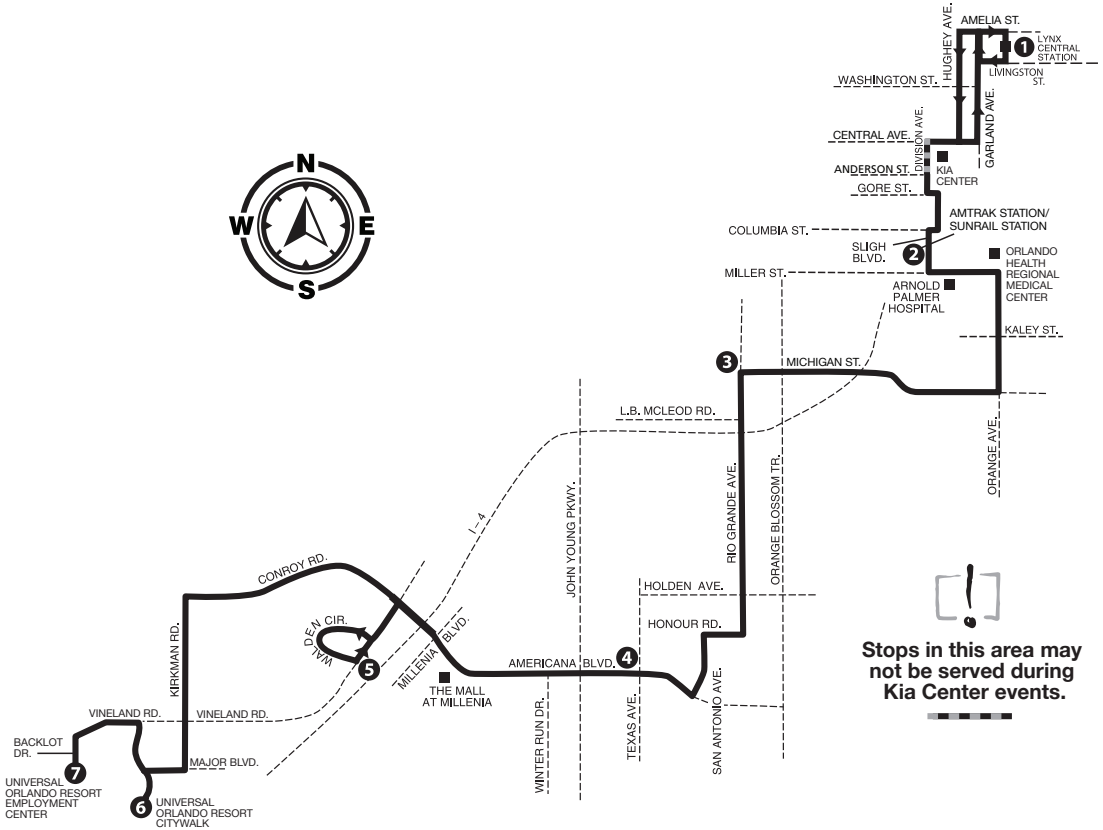 HUGHEY AVE.
AMELIA ST.
1
LYNX
CENTRAL
STATION
LIVINGSTON
ST.
WASHINGTON ST.
GARLAND AVE.
DIVISION AVE.
CENTRAL AVE.
ANDERSON ST.
KIA
CENTER
GORE ST.
N
W
E
S
AMTRAK STATION/
SUNRAIL STATION
COLUMBIA ST.
SLIGH
BLVD.
2
ORLANDO
HEALTH
REGIONAL
MEDICAL
CENTER
MILLER ST.
ARNOLD
PALMER
HOSPITAL
KALEY ST.
3
MICHIGAN ST.
L.B. MCLEOD RD.
ORANGE AVE.
RIO GRANDE AVE.
ORANGE BLOSSOM TR.
JOHN YOUNG PKWY.
I-4
CONROY RD.
HOLDEN AVE.
HONOUR RD.
WALDEN CIR.
5
MILLENIA BLVD.
AMERICANA BLVD.
4
KIRKMAN RD.
THE MALL
AT MILLENIA
WINTER RUN DR.
TEXAS AVE.
SAN ANTONIO AVE.
VINELAND RD.
VINELAND RD.
BACKLOT
DR.
MAJOR BLVD.
7
UNIVERSAL
ORLANDO RESORT
EMPLOYMENT
CENTER
6
UNIVERSAL
ORLANDO RESORT
CITYWALK
!
Stops in this area may
not be served during
Kia Center events.